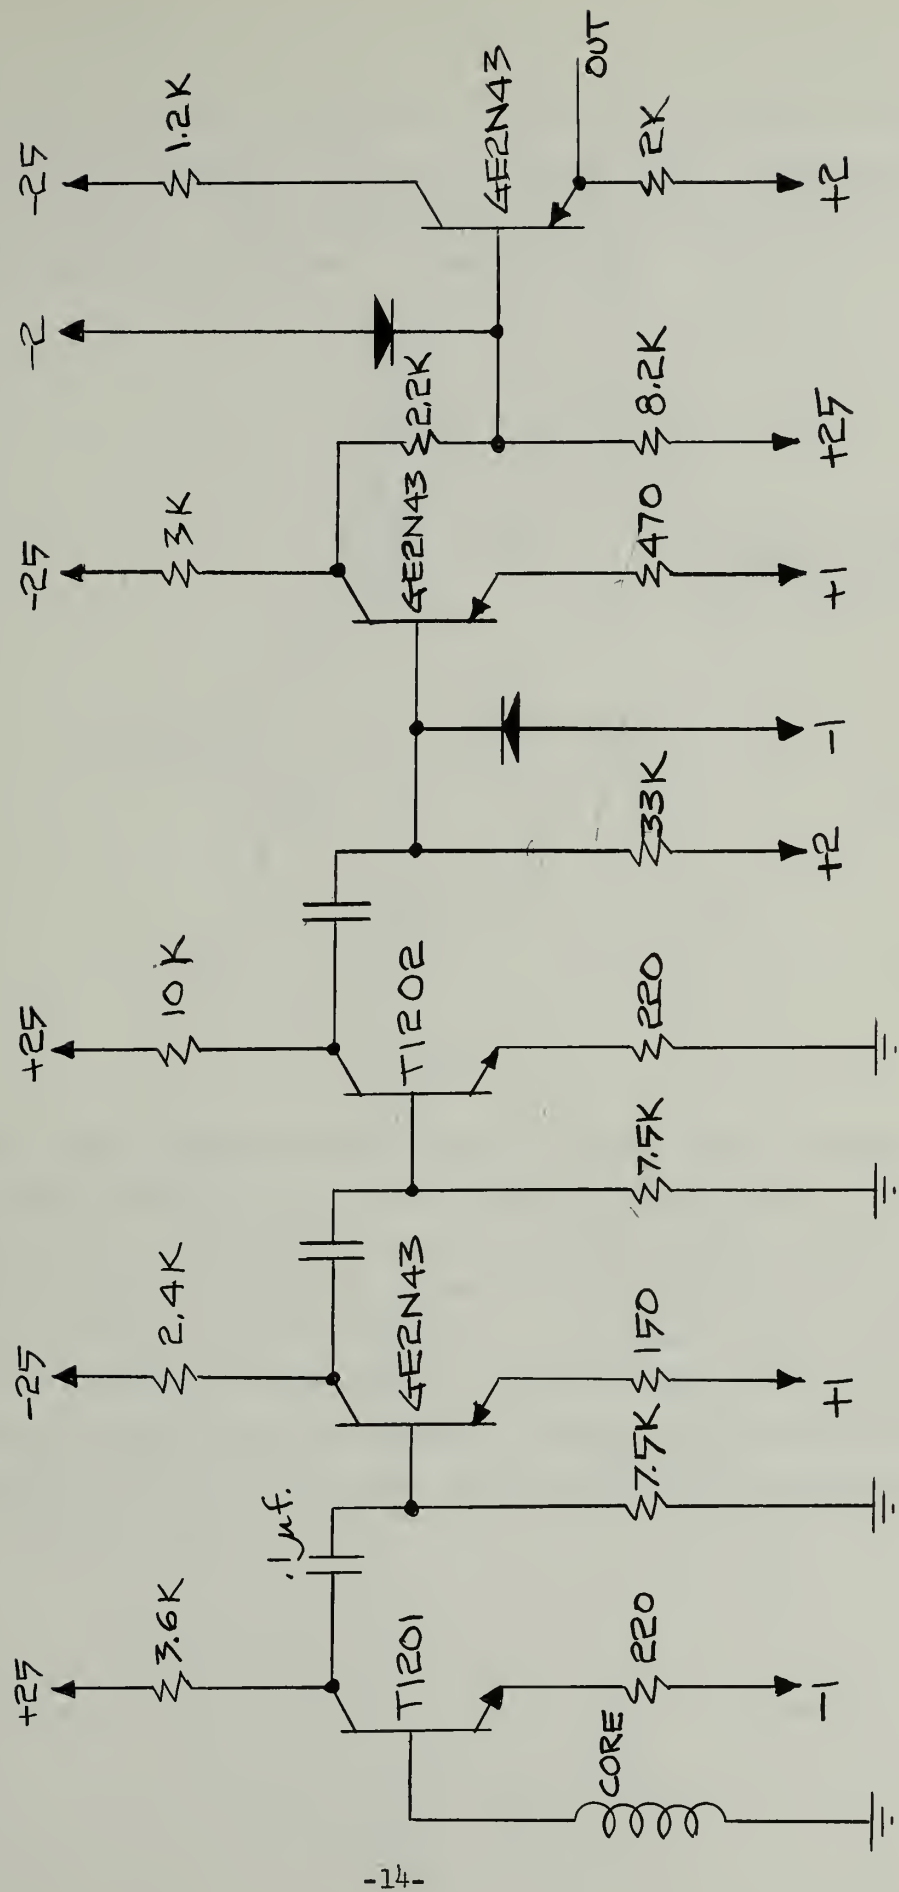 -25
1.2K
GE2N43
OUT
2K
+2
-2
-25
3K
GE2N43
2.2K
8.2K
+25
470
+1
-1
33K
+2
+25
10K
TI202
220
7.5K
-25
2.4K
GE2N43
150
+1
7.5K
.1μf.
+25
3.6K
TI201
220
-1
CORE
-14-